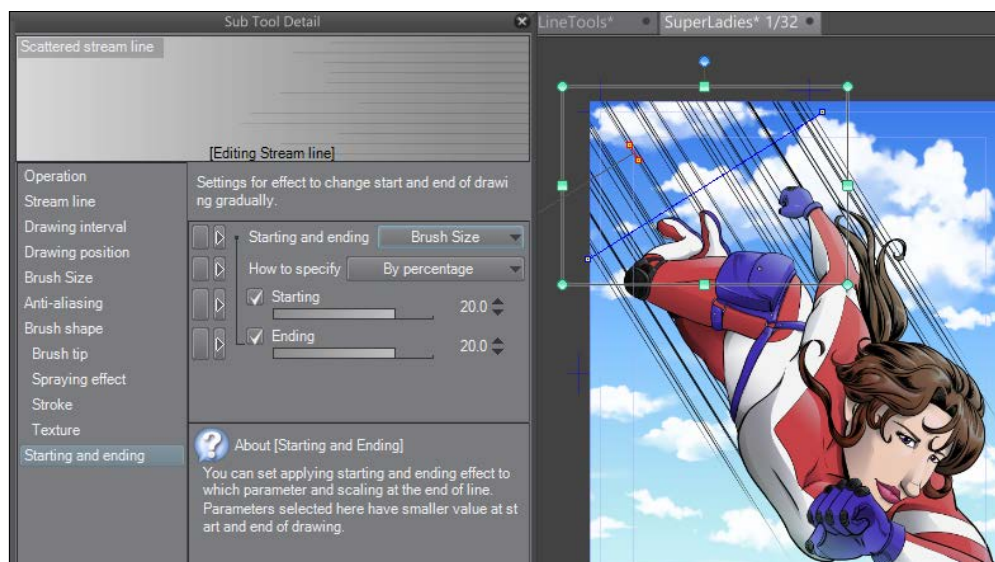 Sub Tool Detail
LineTools*
SuperLadies* 1/32
Scattered stream line
[Editing Stream line]
Operation
Stream line
Drawing interval
Drawing position
Brush Size
Anti-aliasing
Brush shape
Brush tip
Spraying effect
Stroke
Texture
Starting and ending
Settings for effect to change start and end of drawi
ng gradually.
Starting and ending Brush Size
How to specify By percentage
Starting
20.0
Ending
20.0
About [Starting and Ending]
You can set applying starting and ending effect to
which parameter and scaling at the end of line.
Parameters selected here have smaller value at st
art and end of drawing.